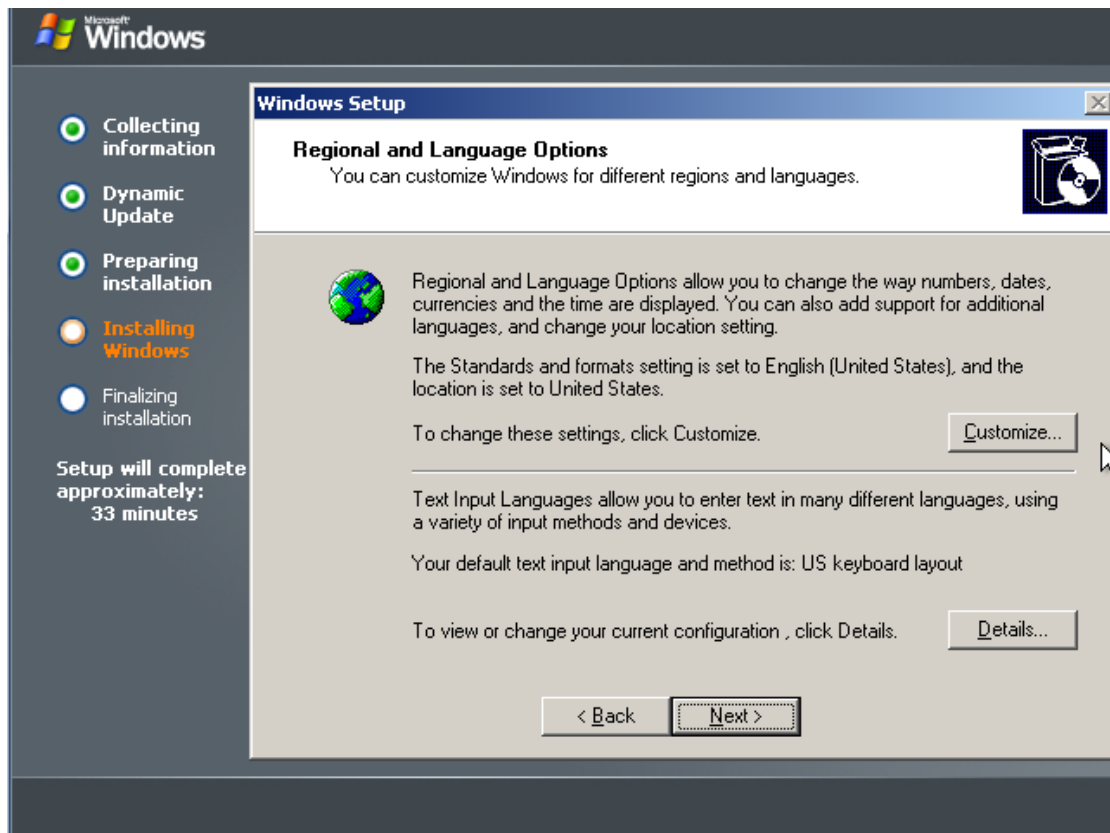 Microsoft
Windows
Collecting
information
Dynamic
Update
Preparing
installation
Installing
Windows
Finalizing
installation
Setup will complete
approximately:
33 minutes
Windows Setup
Regional and Language Options
You can customize Windows for different regions and languages.
Regional and Language Options allow you to change the way numbers, dates,
currencies and the time are displayed. You can also add support for additional
languages, and change your location setting.
The Standards and formats setting is set to English (United States), and the
location is set to United States.
To change these settings, click Customize.
Customize...
Text Input Languages allow you to enter text in many different languages, using
a variety of input methods and devices.
Your default text input language and method is: US keyboard layout
To view or change your current configuration , click Details.
Details...
< Back
Next >